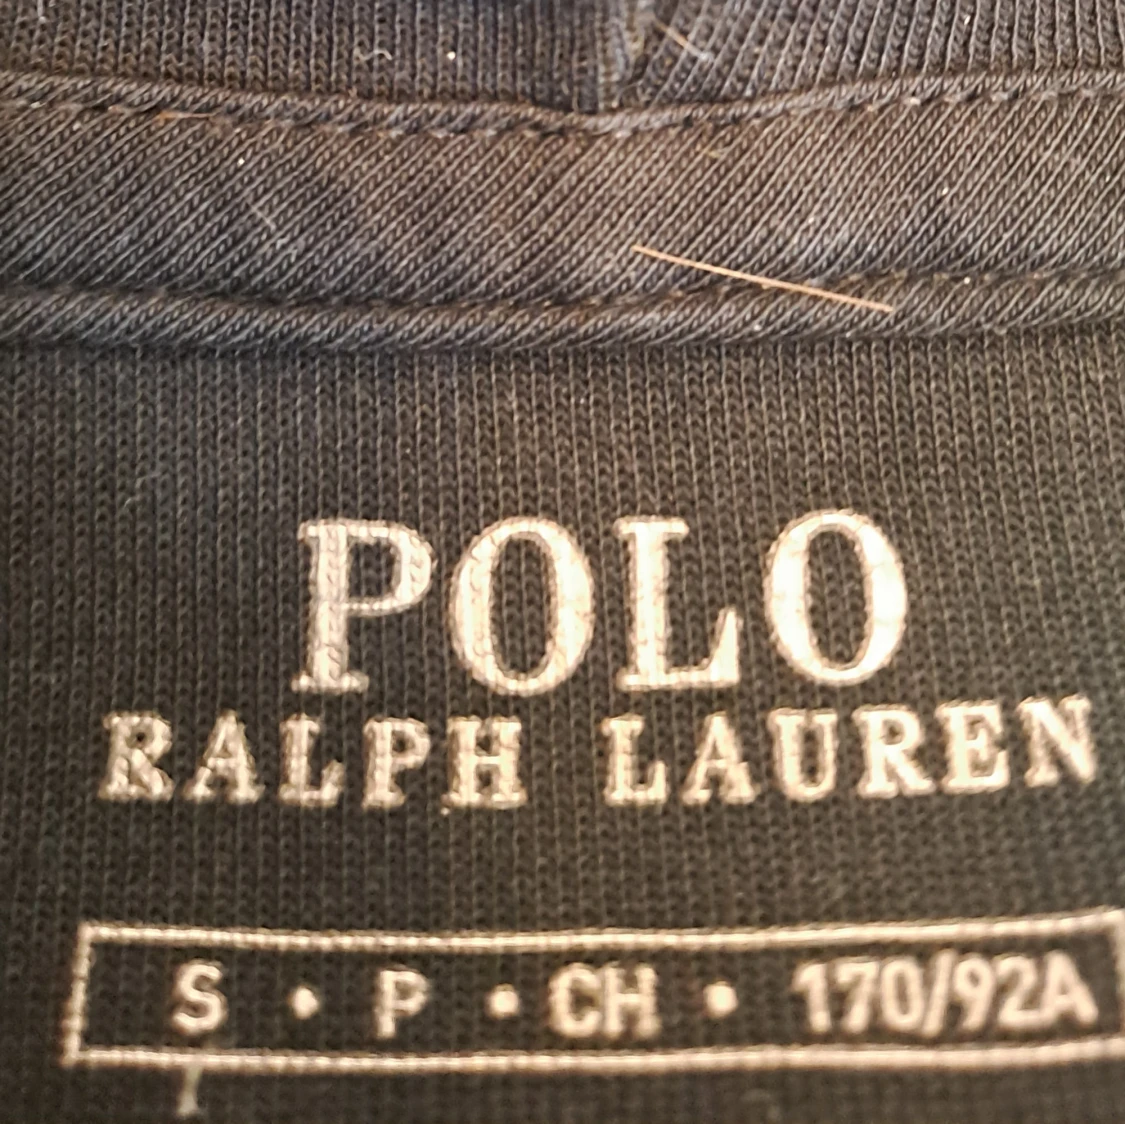 POLO
RALPH LAUREN
S • P • CH • 170/92A